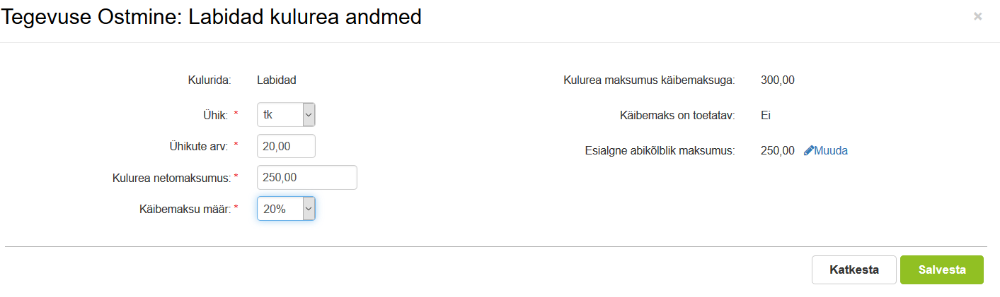 Tegevuse Ostmine: Labidad kulurea andmed
×
Kulurida: Labidad
Ühik: * tk
Ühikute arv: * 20,00
Kulurea netomaksumus: * 250,00
Käibemaksu määr: * 20%
Kulurea maksumus käibemaksuga: 300,00
Käibemaks on toetatav: Ei
Esialgne abikõlblik maksumus: 250,00 Muuda
Katkesta Salvesta